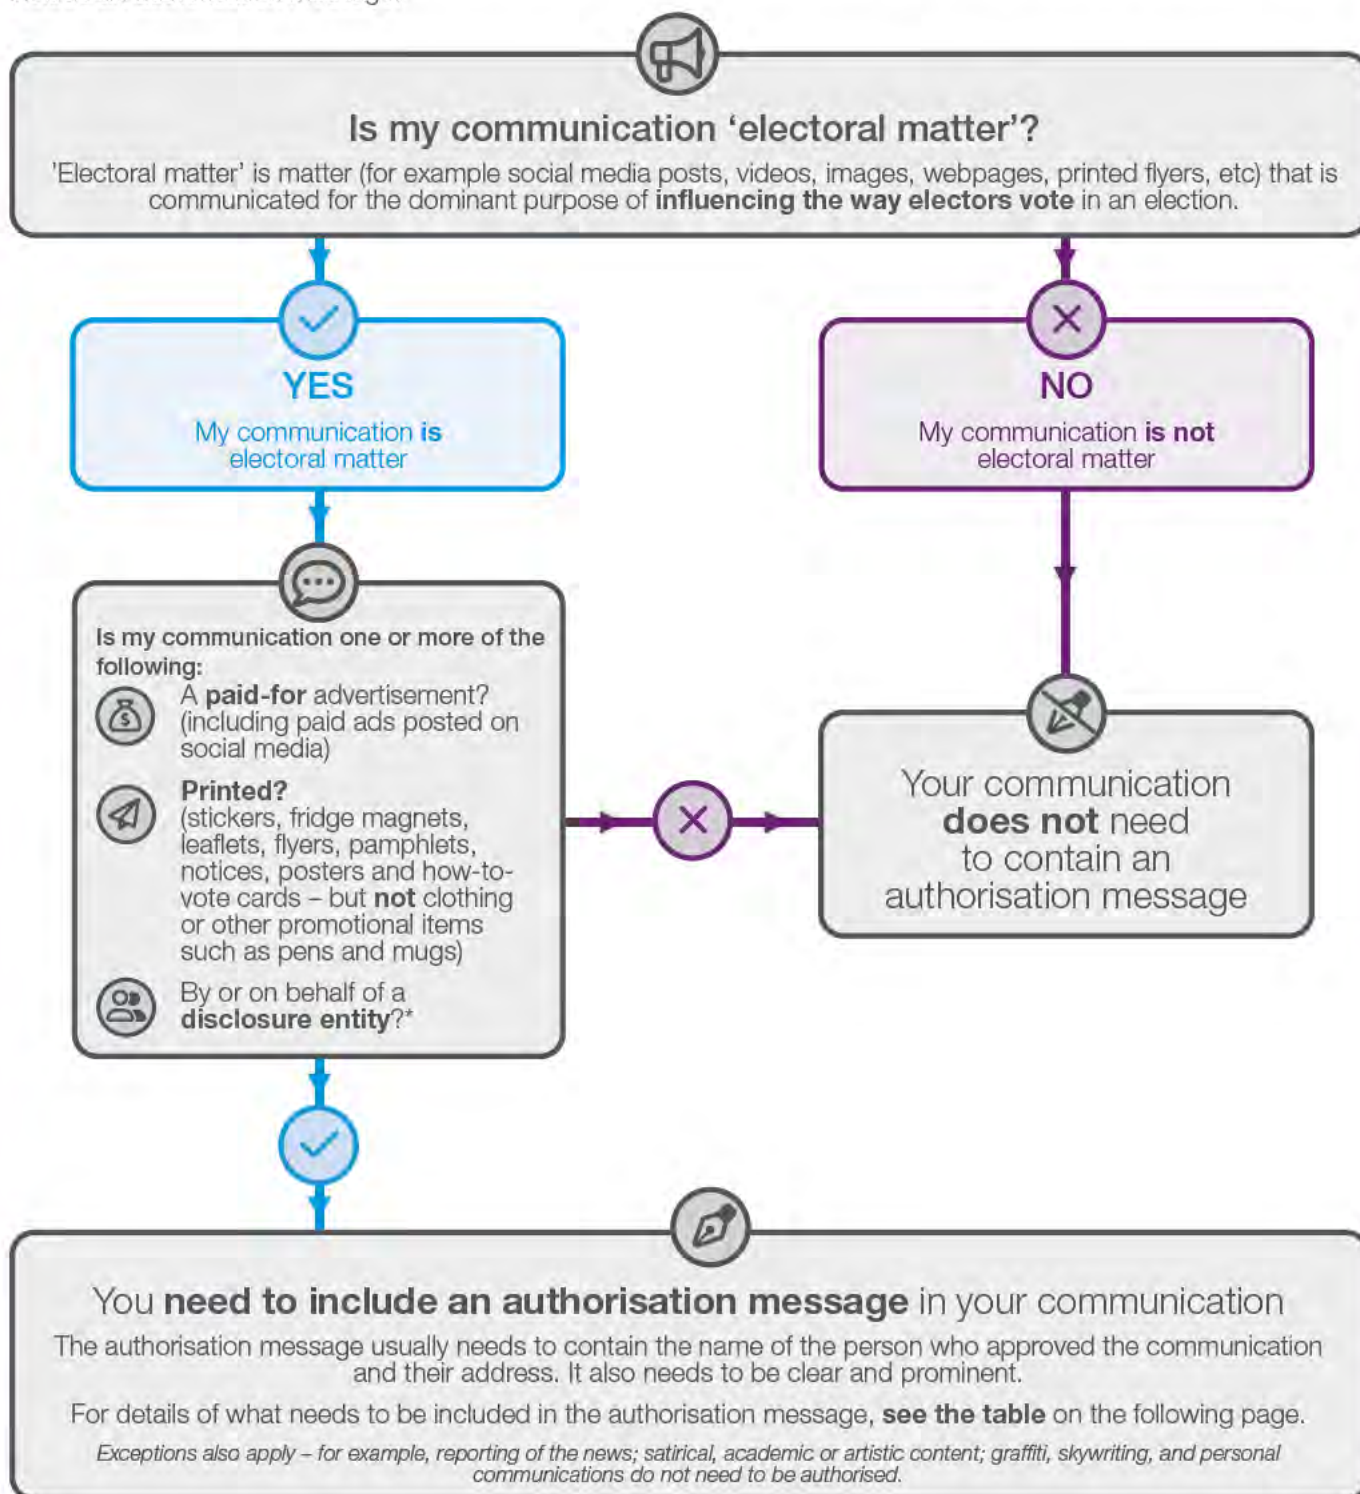 Is my communication ‘electoral matter’?
'Electoral matter’ is matter (for example social media posts, videos, images, webpages, printed flyers, etc) that is
communicated for the dominant purpose of influencing the way electors vote in an election.
YES
My communication is
electoral matter
NO
My communication is not
electoral matter
Is my communication one or more of the
following:
A paid-for advertisement?
(including paid ads posted on
social media)
Printed?
(stickers, fridge magnets,
leaflets, flyers, pamphlets,
notices, posters and how-to-
vote cards – but not clothing
or other promotional items
such as pens and mugs)
By or on behalf of a
disclosure entity?*
Your communication
does not need
to contain an
authorisation message
You need to include an authorisation message in your communication
The authorisation message usually needs to contain the name of the person who approved the communication
and their address. It also needs to be clear and prominent.
For details of what needs to be included in the authorisation message, see the table on the following page.
Exceptions also apply – for example, reporting of the news; satirical, academic or artistic content; graffiti, skywriting, and personal
communications do not need to be authorised.